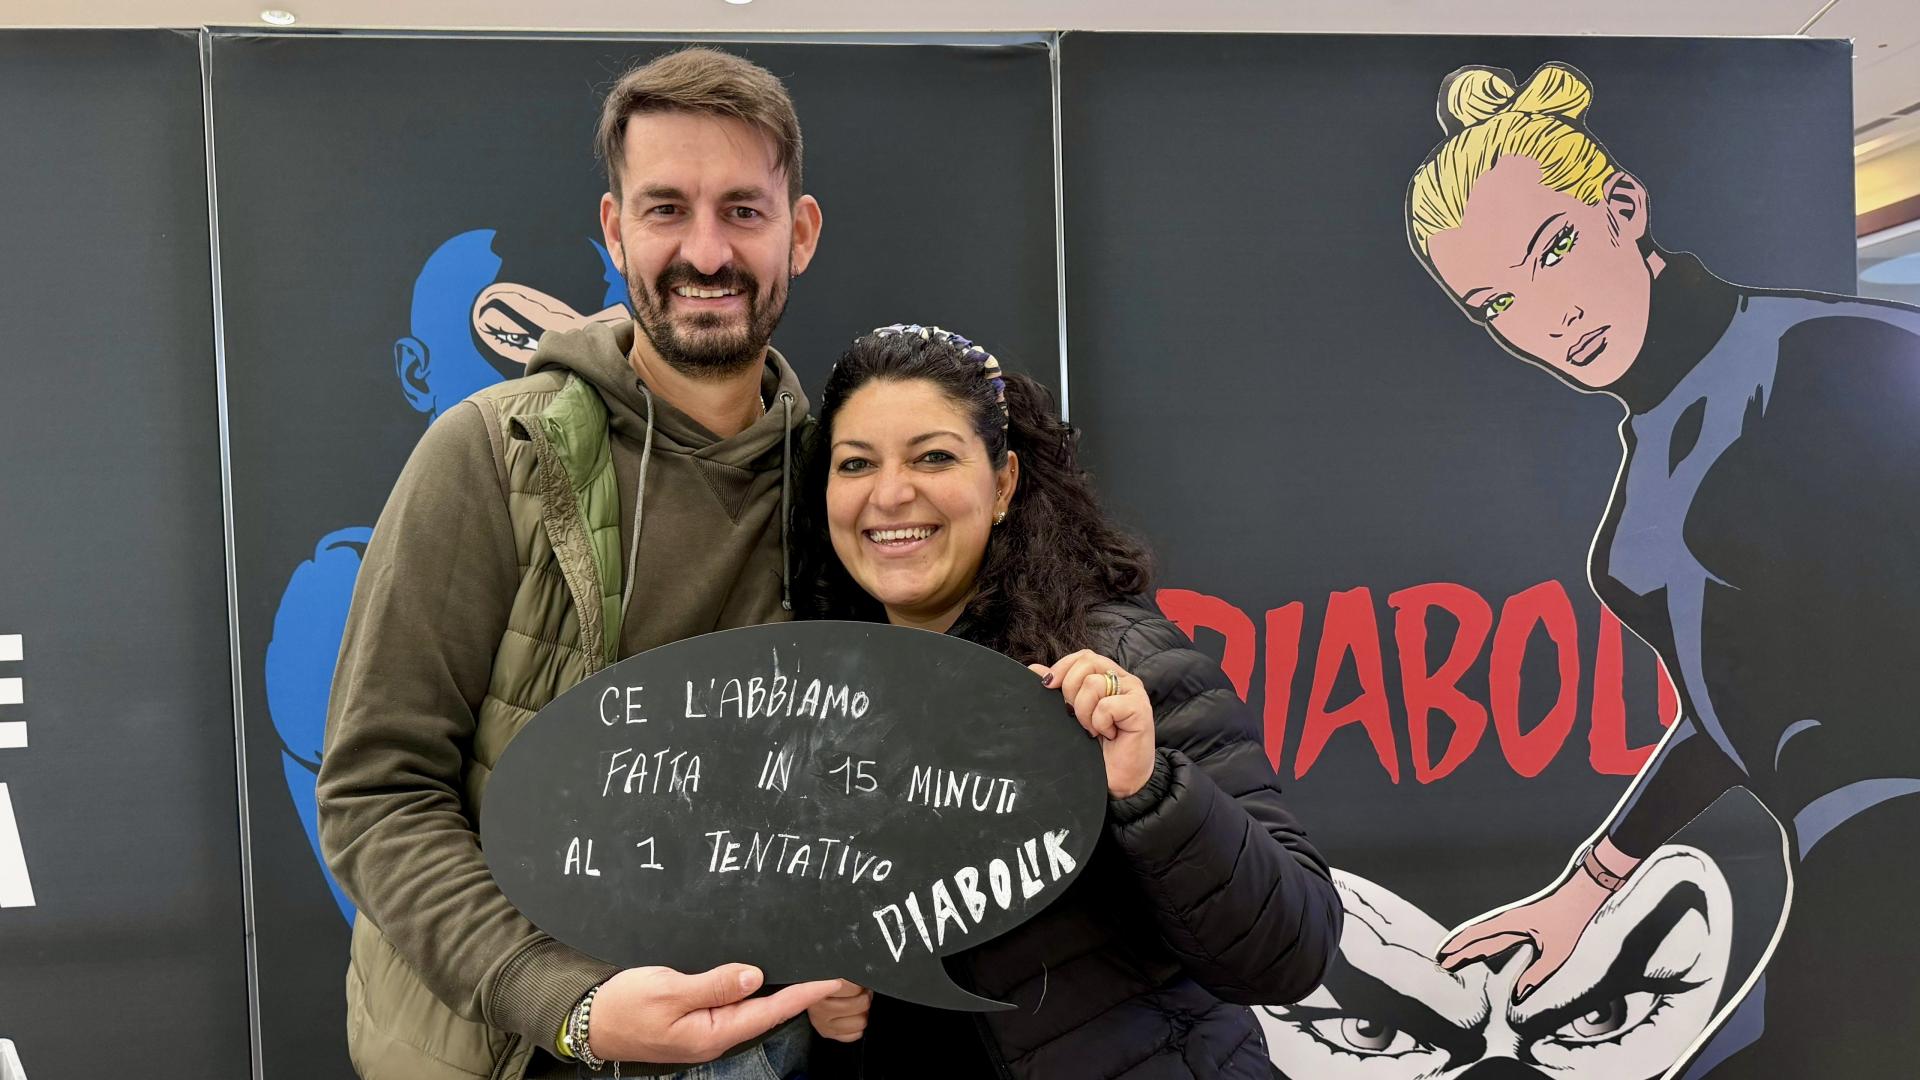 CE L'ABBIAMO
FATTA IN 15 MINUTI
AL 1 TENTATIVO
DIABOLIK
DIABOL
E
A